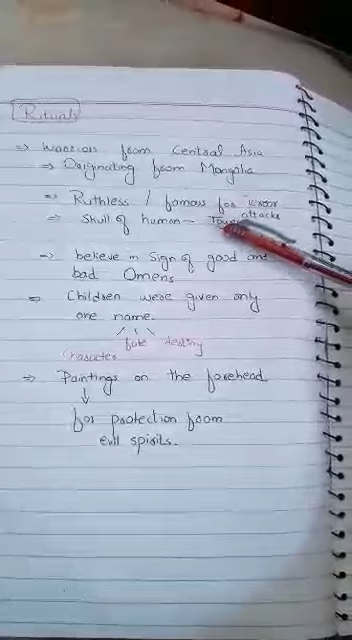 Rituals
⇒ Warriors from Central Asia
→ Originating from Mongolia
⇒ Ruthless / famous for
attacks
⇒ Skull of human –
→ believe in sign of good and
bad Omens
⇒ Children were given only
one name.
Character fate destiny
⇒ Paintings on the forehead
↓
for protection from
evil spirits.